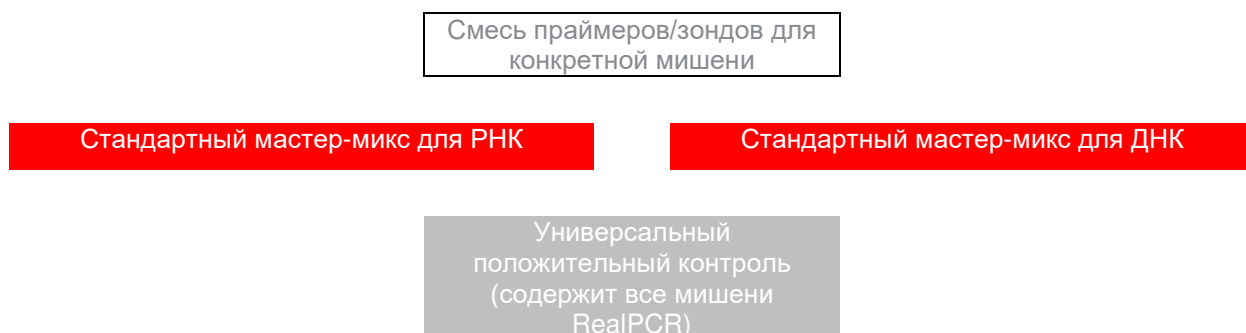 Смесь праймеров/зондов для
конкретной мишени
Стандартный мастер-микс для РНК
Стандартный мастер-микс для ДНК
Универсальный
положительный контроль
(содержит все мишени
RealPCR)